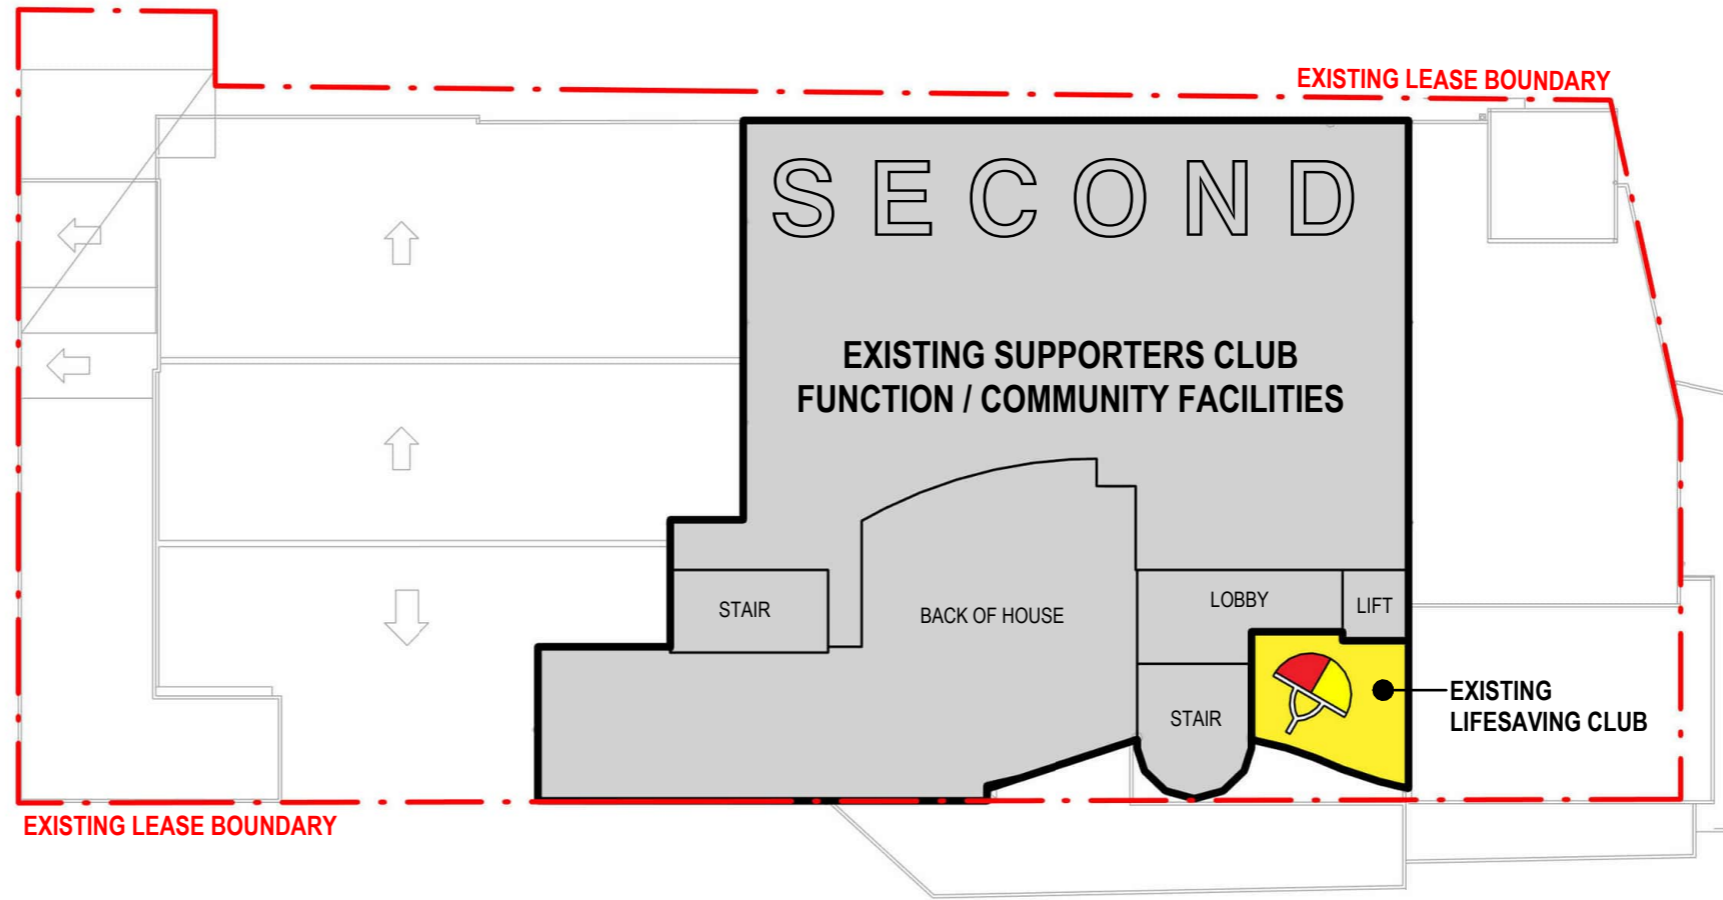 EXISTING LEASE BOUNDARY
SECOND
EXISTING SUPPORTERS CLUB
FUNCTION / COMMUNITY FACILITIES
STAIR
BACK OF HOUSE
LOBBY
LIFT
STAIR
EXISTING
LIFESAVING CLUB
EXISTING LEASE BOUNDARY